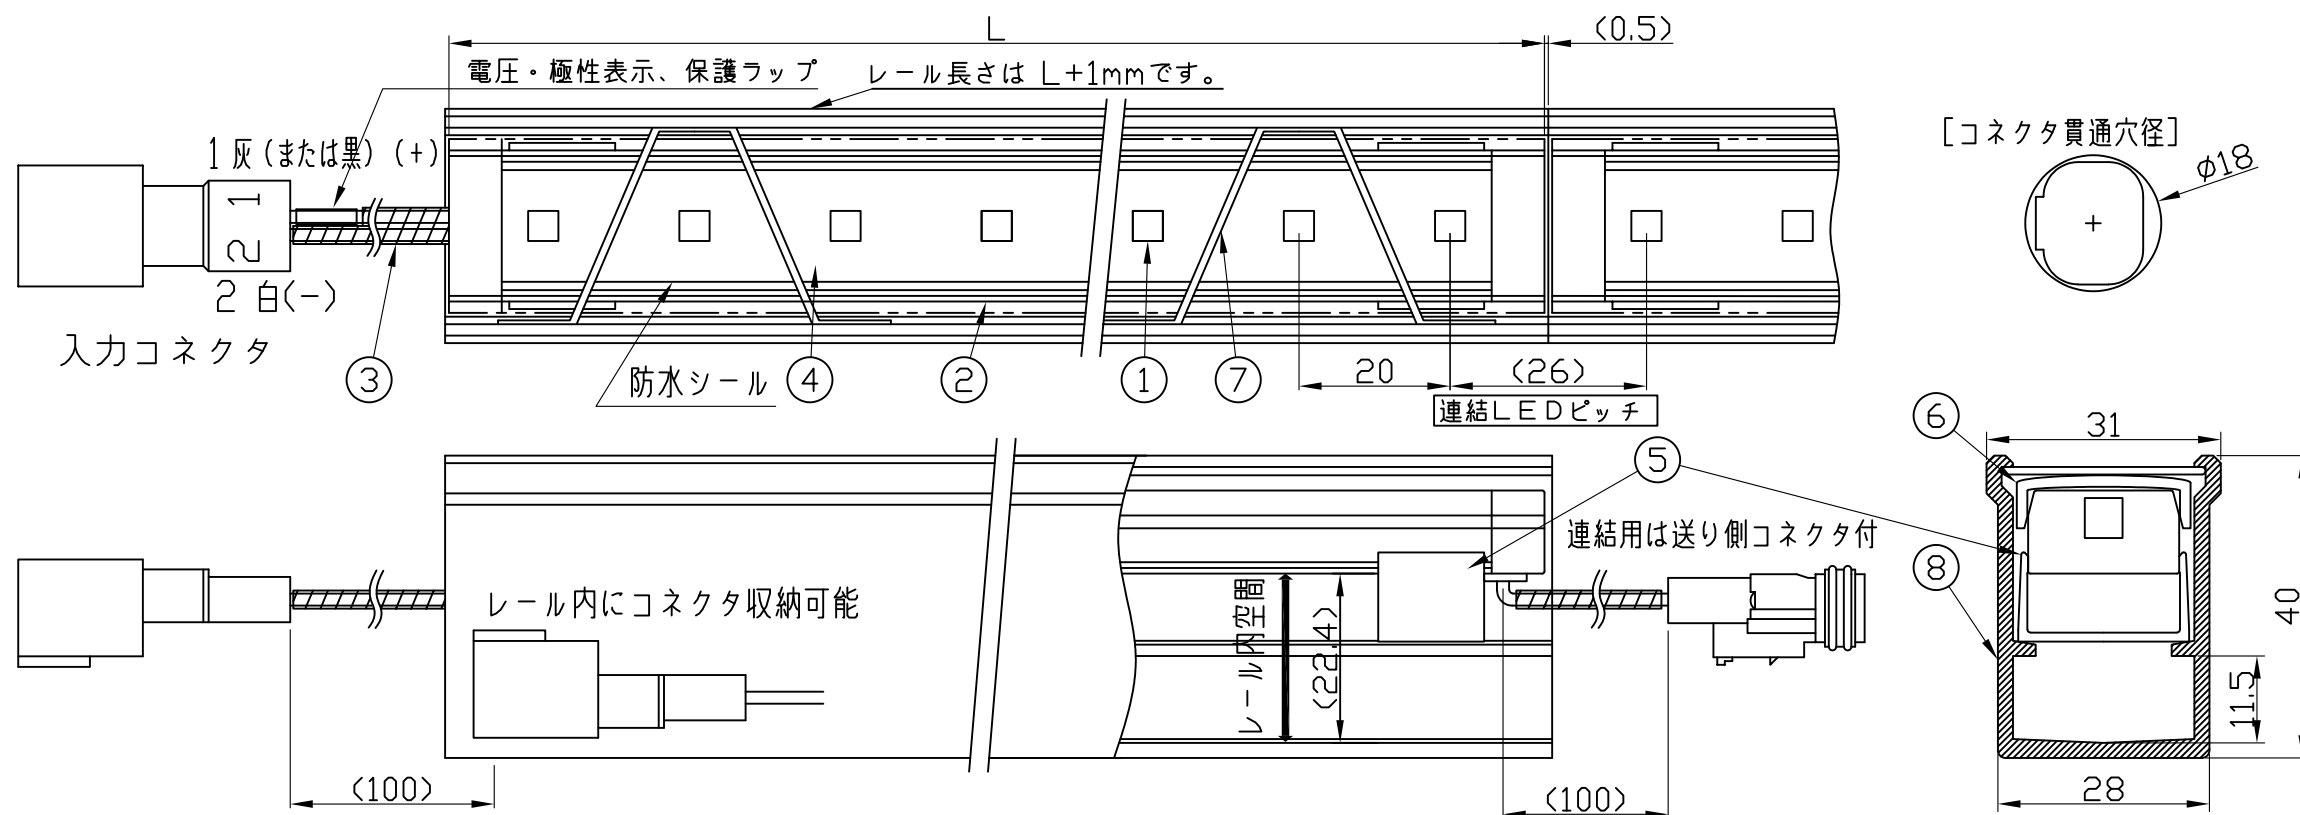 L
(0.5)
電圧・極性表示、保護ラップ
レール長さは L+1mmです。
[コネクタ貫通穴径]
φ18
1 灰(または黒) (+)
2 1
2 白(-)
入力コネクタ
3
防水シール
4
2
1
7
20
(26)
連結LEDピッチ
6
31
5
連結用は送り側コネクタ付
8
レール内にコネクタ収納可能
レール内空間
(22.4)
40
11.5
(100)
(100)
28